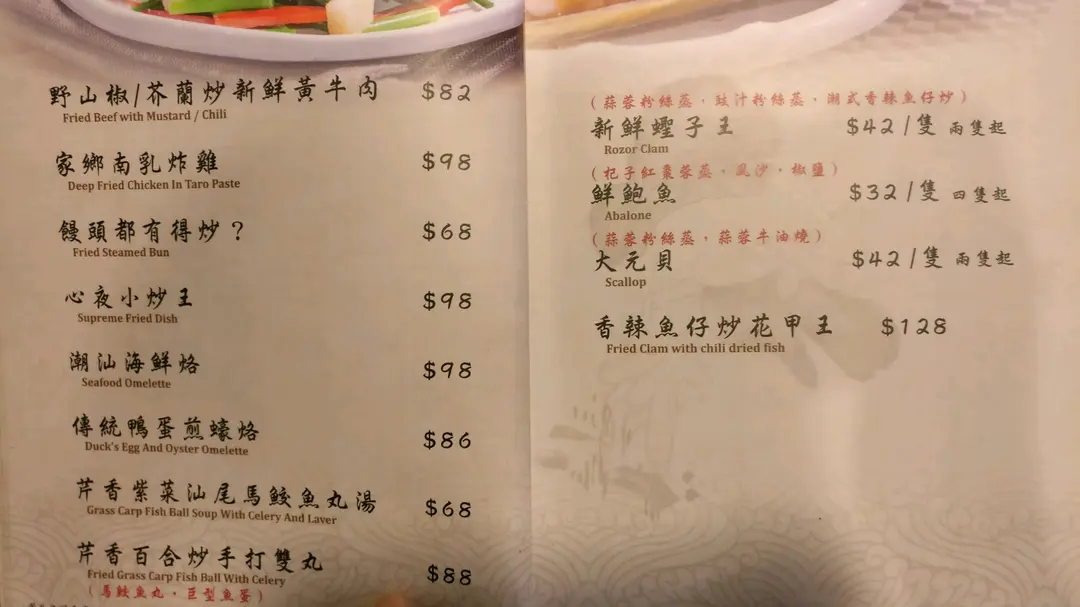 野山椒/芥蘭炒新鮮黃牛肉 $82
Fried Beef with Mustard / Chili
家鄉南乳炸雞 $98
Deep Fried Chicken In Taro Paste
饅頭都有得炒？ $68
Fried Steamed Bun
心夜小炒王 $98
Supreme Fried Dish
潮汕海鮮烙 $98
Seafood Omelette
傳統鴨蛋煎蠔烙 $86
Duck's Egg And Oyster Omelette
芹香紫菜汕尾馬鮫魚丸湯 $68
Grass Carp Fish Ball Soup With Celery And Laver
芹香百合炒手打雙丸 $88
Fried Grass Carp Fish Ball With Celery
(馬鮫魚丸，巨型魚蛋)
(蒜蓉粉絲蒸，豉汁粉絲蒸，潮式香辣魚仔炒)
新鮮蟶子王 $42/隻 兩隻起
Rozor Clam
(杞子紅棗蓉蒸，風沙，椒鹽)
鮮鮑魚 $32/隻 四隻起
Abalone
(蒜蓉粉絲蒸，蒜蓉牛油燒)
大元貝 $42/隻 兩隻起
Scallop
香辣魚仔炒花甲王 $128
Fried Clam with chili dried fish